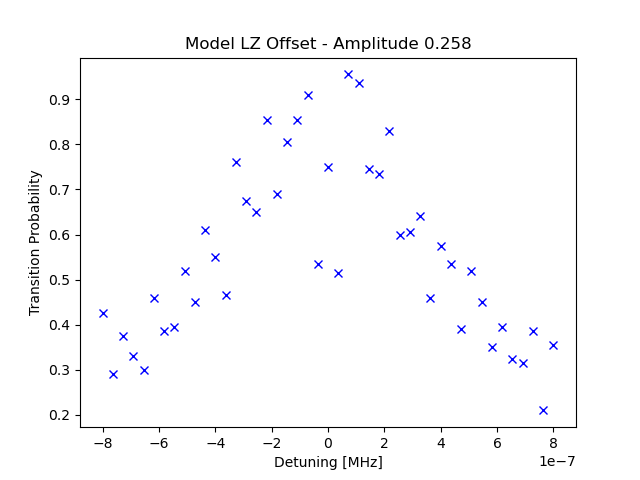 Model LZ Offset - Amplitude 0.258
Transition Probability
0.9
0.8
0.7
0.6
0.5
0.4
0.3
0.2
−8 −6 −4 −2 0 2 4 6 8
1e−7
Detuning [MHz]